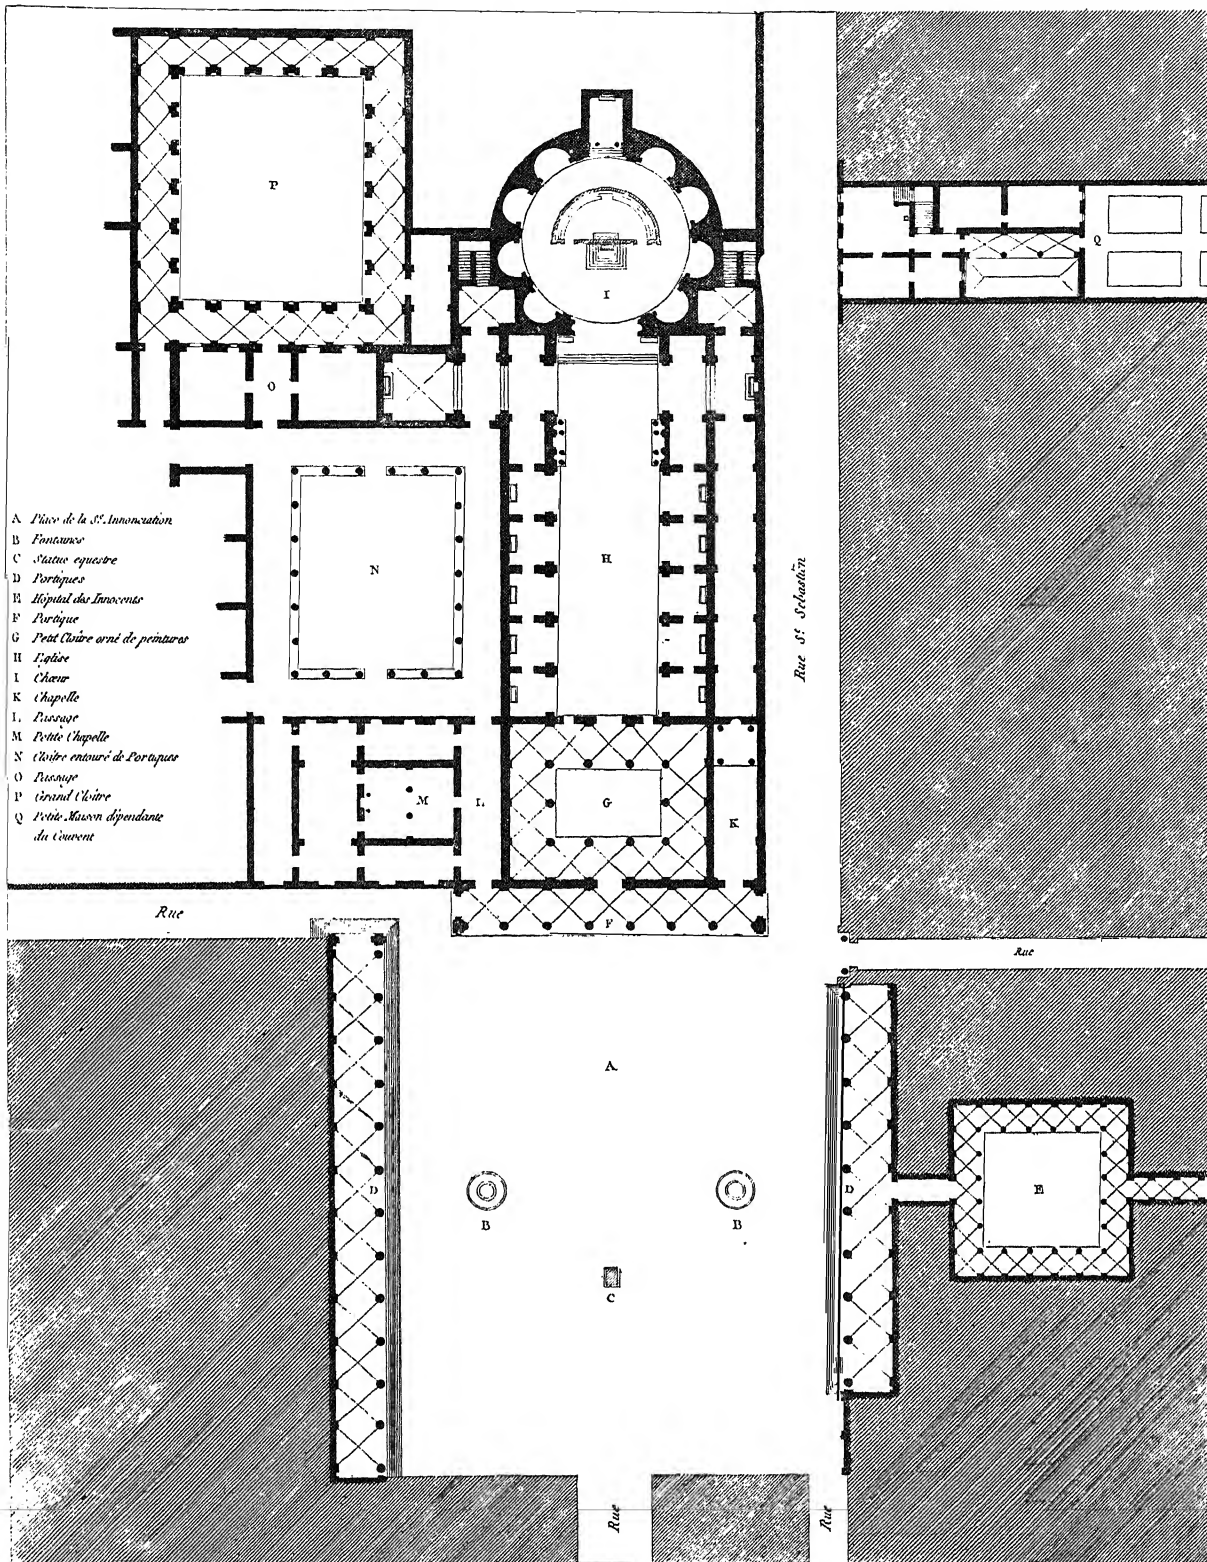 P
Q
I
O
A Place de la Ste. Annonciation
B Fontaines
C Statue equestre
D Portiques
E Hôpital des Innocents
F Portique
G Petit Cloître orné de peintures
H Eglise
I Chœur
K Chapelle
L Passage
M Petite Chapelle
N Cloître entouré de Portiques
O Passage
P Grand Cloître
Q Petite Maison dépendante
du Couvent
N
H
Rue St. Sebastien
M
L
G
K
Rue
F
Rue
A
D
B
B
D
E
C
Rue
Rue